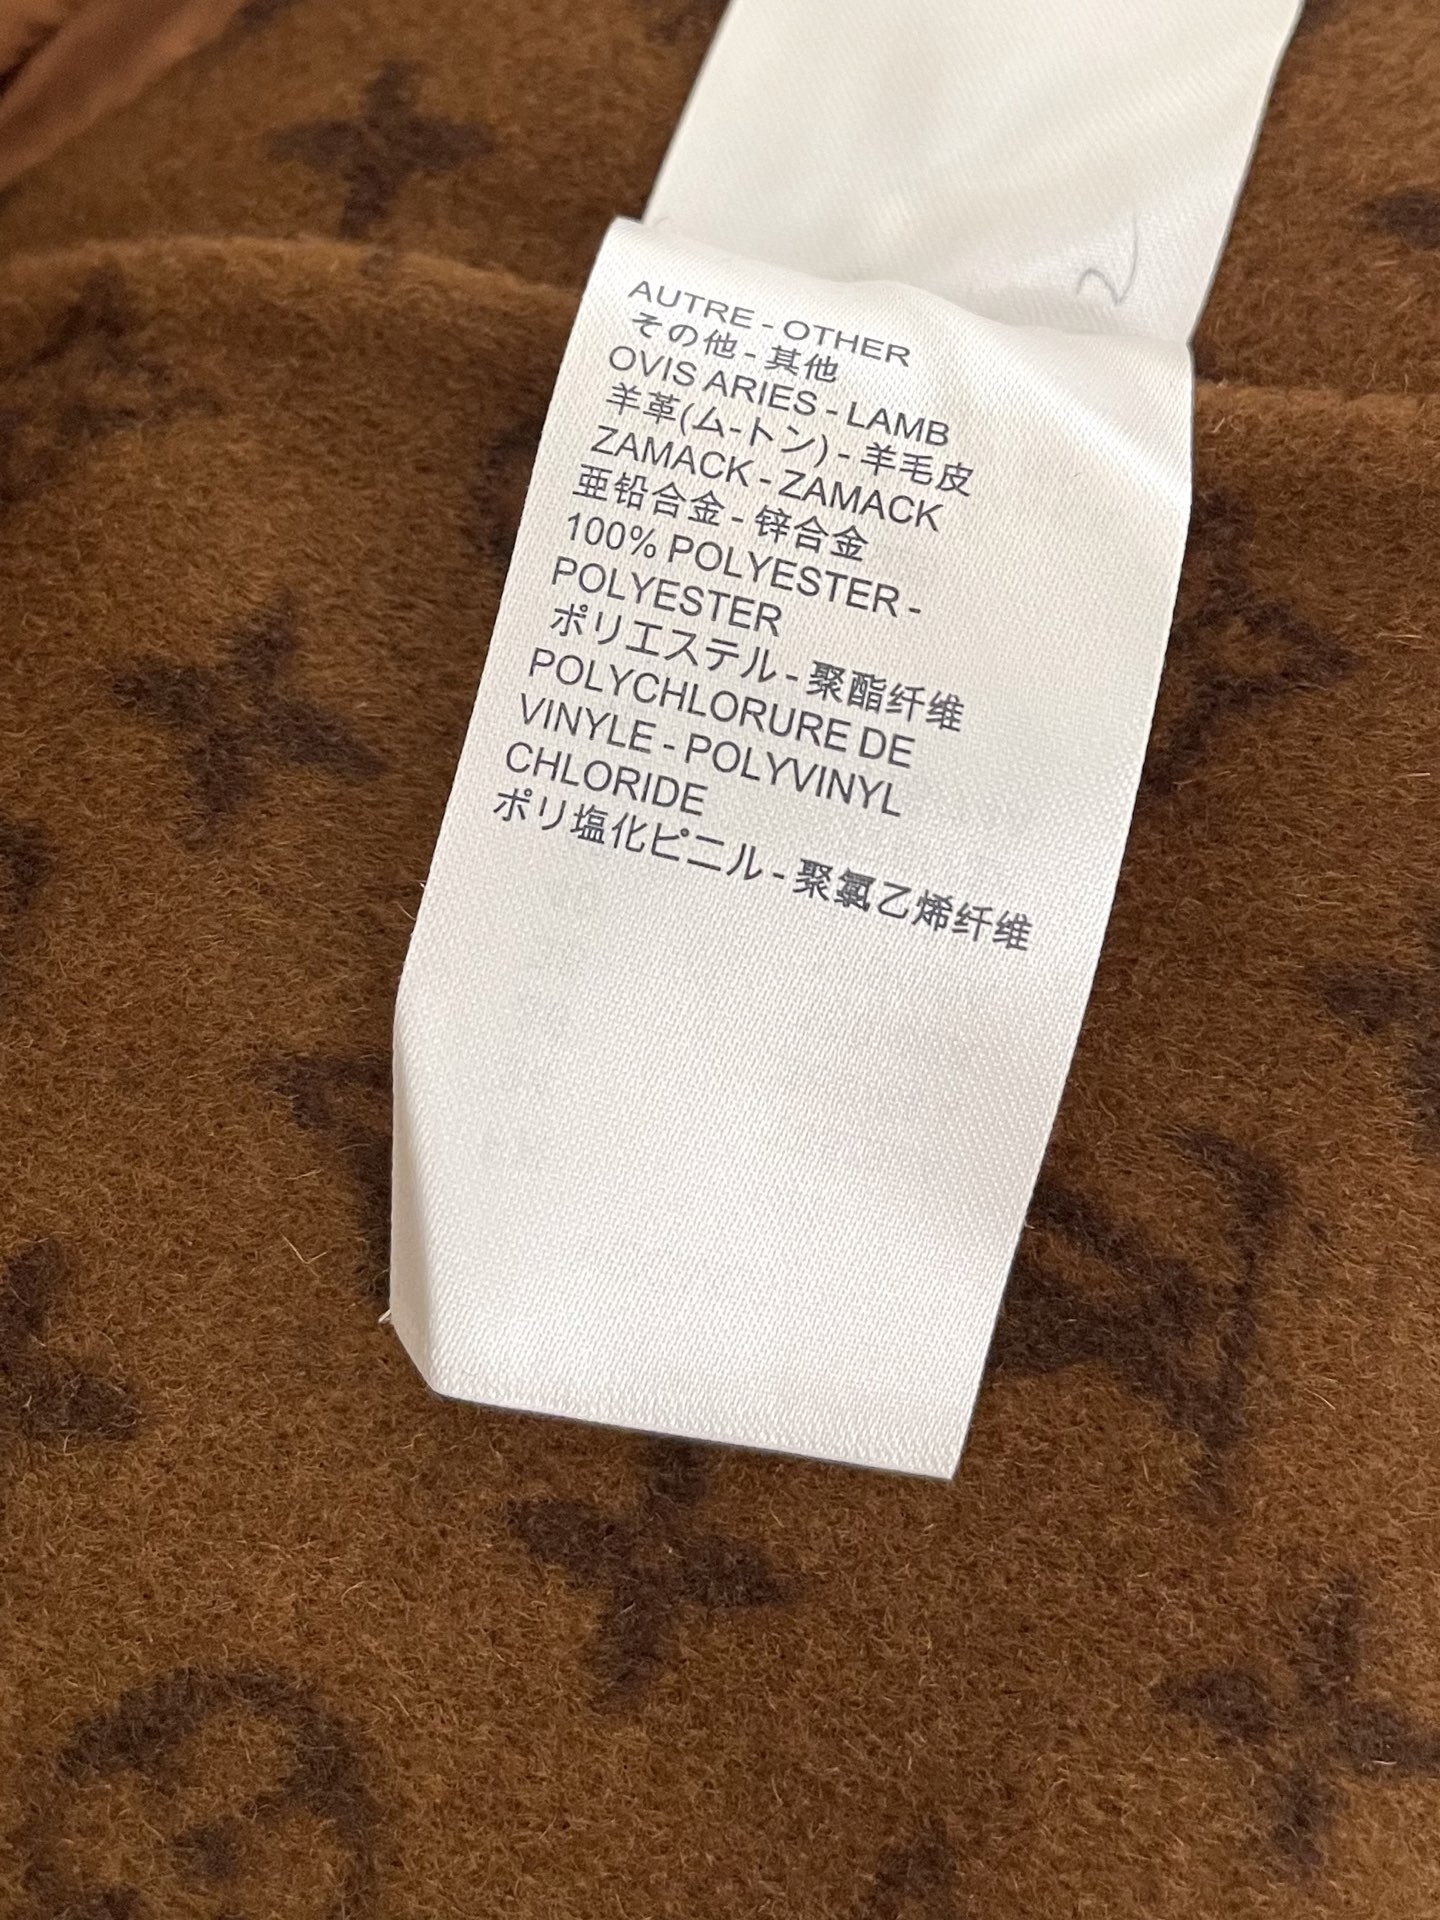 AUTRE - OTHER
その他 - 其他
OVIS ARIES - LAMB
羊革(ム-トン) - 羊毛皮
ZAMACK - ZAMACK
亜鉛合金 - 锌合金
100% POLYESTER -
POLYESTER
ポリエステル - 聚酯纤维
POLYCHLORURE DE
VINYLE - POLYVINYL
CHLORIDE
ポリ塩化ビニル - 聚氯乙烯纤维